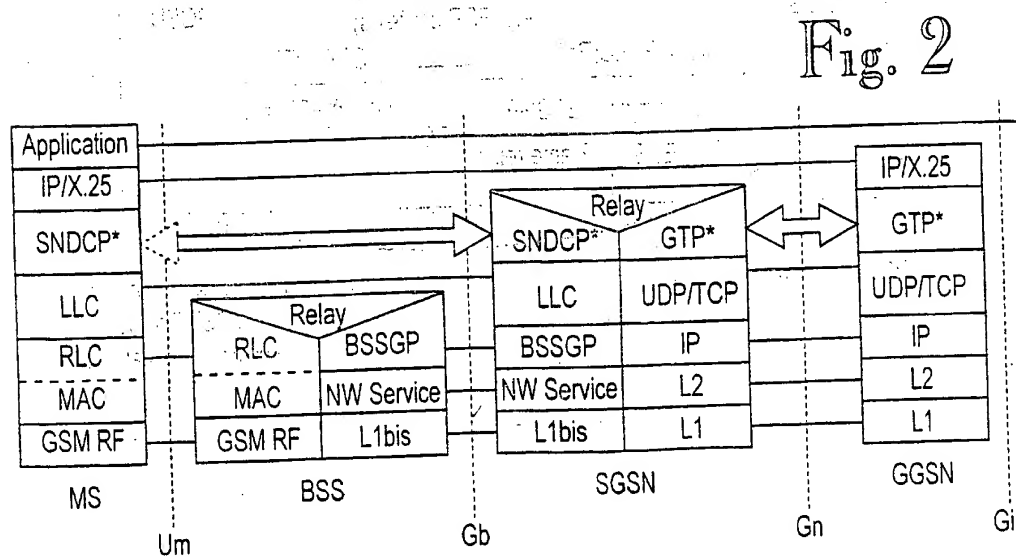 Fig. 2
Application
IP/X.25
SNDCP*
LLC
RLC
MAC
GSM RF
MS
Relay
RLC BSSGP
MAC NW Service
GSM RF L1bis
BSS
Relay
SNDCP* GTP*
LLC UDP/TCP
BSSGP IP
NW Service L2
L1bis L1
SGSN
IP/X.25
GTP*
UDP/TCP
IP
L2
L1
GGSN
Um
Gb
Gn
Gi